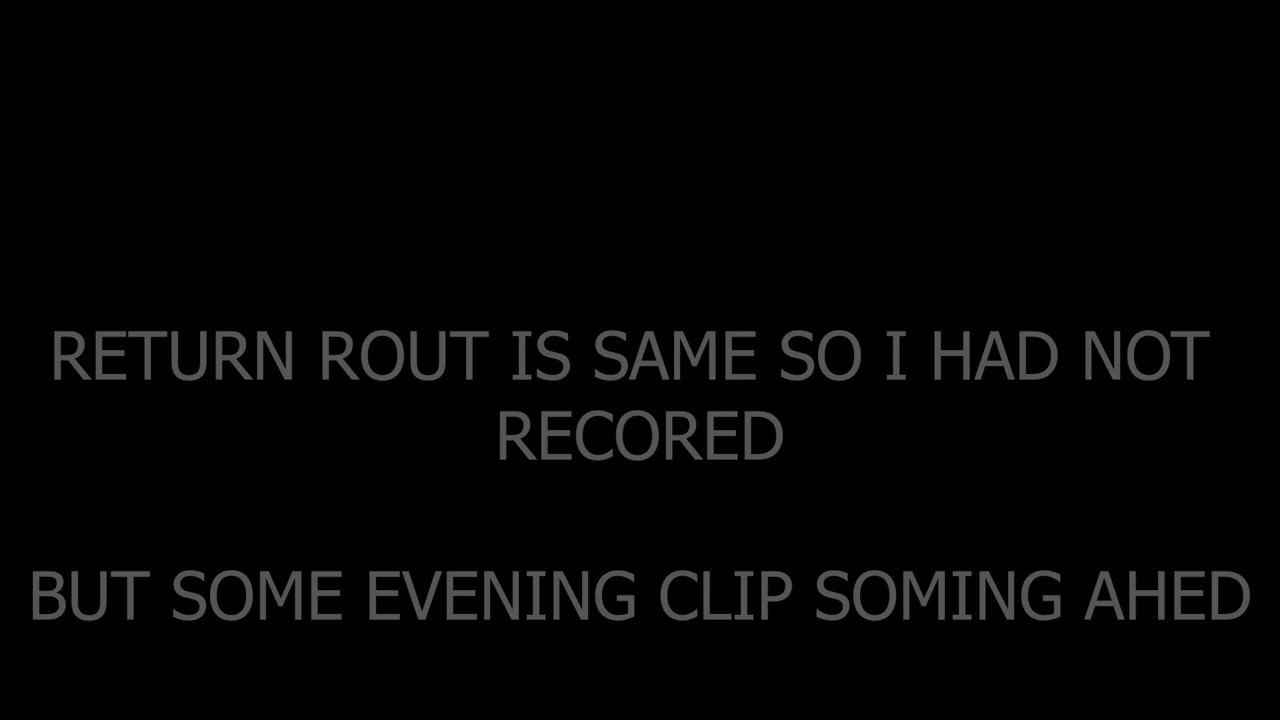 RETURN ROUT IS SAME SO I HAD NOT
RECORED
BUT SOME EVENING CLIP SOMING AHED